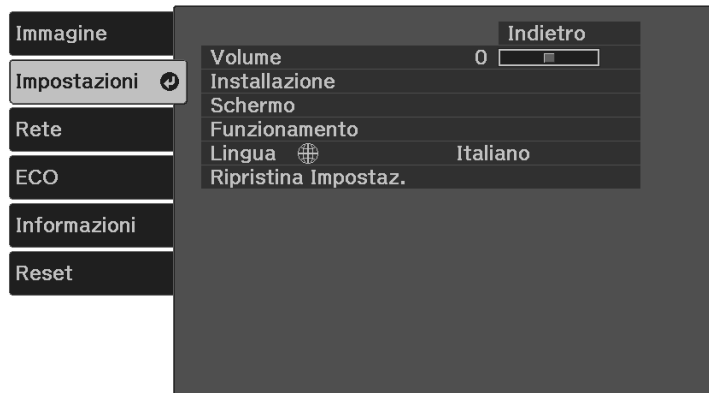 Immagine
Impostazioni
Rete
ECO
Informazioni
Reset
Indietro
Volume 0
Installazione
Schermo
Funzionamento
Lingua Italiano
Ripristina Impostaz.